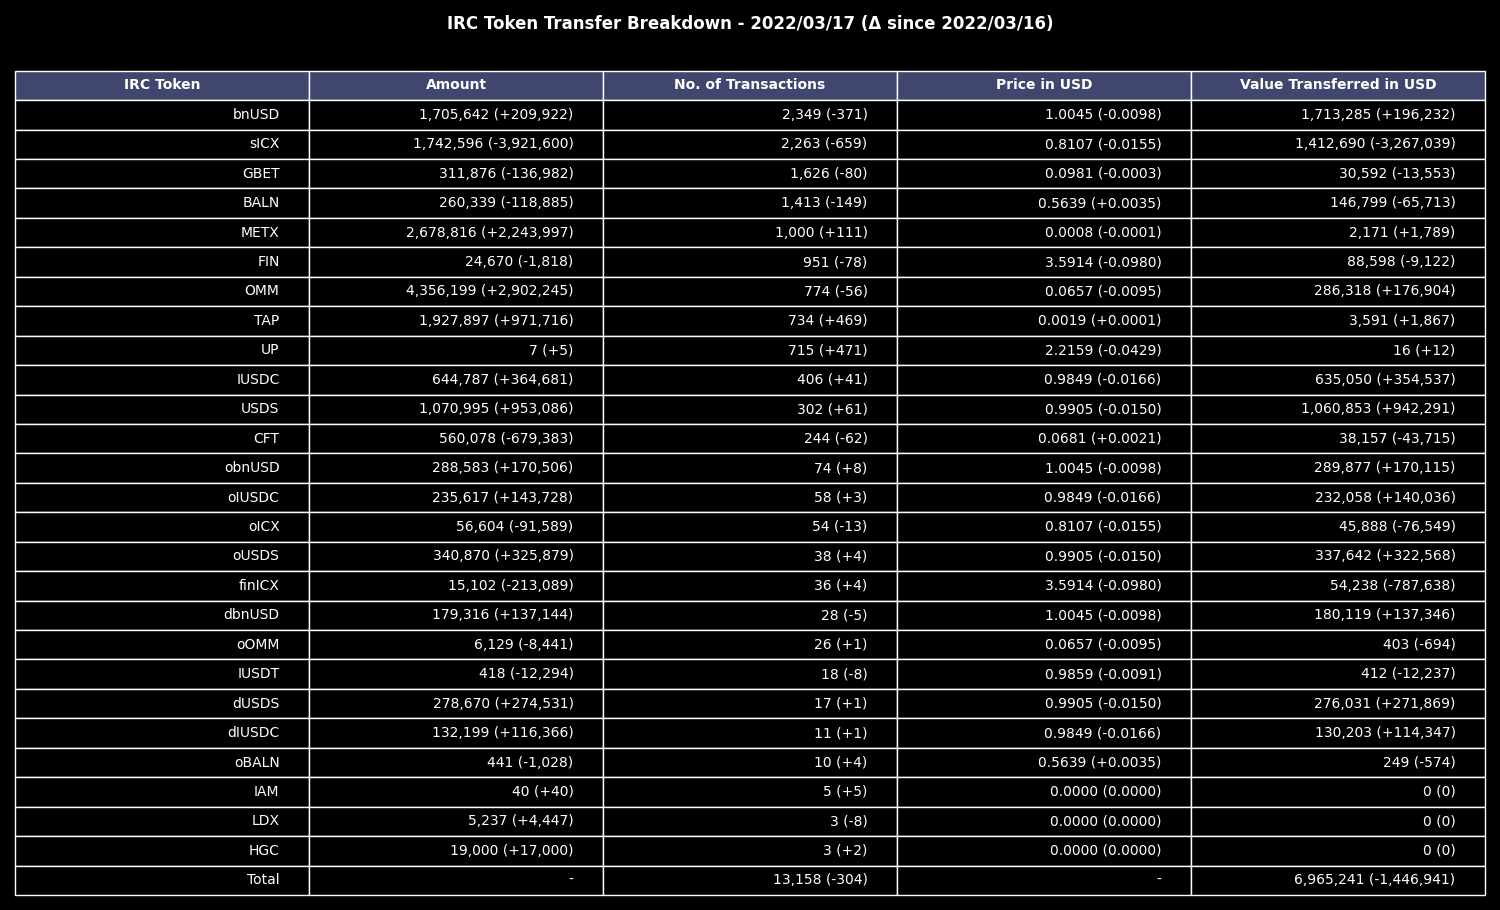 IRC Token Transfer Breakdown - 2022/03/17 (Δ since 2022/03/16)
IRC Token Amount No. of Transactions Price in USD Value Transferred in USD
bnUSD 1,705,642 (+209,922) 2,349 (-371) 1.0045 (-0.0098) 1,713,285 (+196,232)
sICX 1,742,596 (-3,921,600) 2,263 (-659) 0.8107 (-0.0155) 1,412,690 (-3,267,039)
GBET 311,876 (-136,982) 1,626 (-80) 0.0981 (-0.0003) 30,592 (-13,553)
BALN 260,339 (-118,885) 1,413 (-149) 0.5639 (+0.0035) 146,799 (-65,713)
METX 2,678,816 (+2,243,997) 1,000 (+111) 0.0008 (-0.0001) 2,171 (+1,789)
FIN 24,670 (-1,818) 951 (-78) 3.5914 (-0.0980) 88,598 (-9,122)
OMM 4,356,199 (+2,902,245) 774 (-56) 0.0657 (-0.0095) 286,318 (+176,904)
TAP 1,927,897 (+971,716) 734 (+469) 0.0019 (+0.0001) 3,591 (+1,867)
UP 7 (+5) 715 (+471) 2.2159 (-0.0429) 16 (+12)
IUSDC 644,787 (+364,681) 406 (+41) 0.9849 (-0.0166) 635,050 (+354,537)
USDS 1,070,995 (+953,086) 302 (+61) 0.9905 (-0.0150) 1,060,853 (+942,291)
CFT 560,078 (-679,383) 244 (-62) 0.0681 (+0.0021) 38,157 (-43,715)
obnUSD 288,583 (+170,506) 74 (+8) 1.0045 (-0.0098) 289,877 (+170,115)
oIUSDC 235,617 (+143,728) 58 (+3) 0.9849 (-0.0166) 232,058 (+140,036)
oICX 56,604 (-91,589) 54 (-13) 0.8107 (-0.0155) 45,888 (-76,549)
oUSDS 340,870 (+325,879) 38 (+4) 0.9905 (-0.0150) 337,642 (+322,568)
finICX 15,102 (-213,089) 36 (+4) 3.5914 (-0.0980) 54,238 (-787,638)
dbnUSD 179,316 (+137,144) 28 (-5) 1.0045 (-0.0098) 180,119 (+137,346)
oOMM 6,129 (-8,441) 26 (+1) 0.0657 (-0.0095) 403 (-694)
IUSDT 418 (-12,294) 18 (-8) 0.9859 (-0.0091) 412 (-12,237)
dUSDS 278,670 (+274,531) 17 (+1) 0.9905 (-0.0150) 276,031 (+271,869)
dIUSDC 132,199 (+116,366) 11 (+1) 0.9849 (-0.0166) 130,203 (+114,347)
oBALN 441 (-1,028) 10 (+4) 0.5639 (+0.0035) 249 (-574)
IAM 40 (+40) 5 (+5) 0.0000 (0.0000) 0 (0)
LDX 5,237 (+4,447) 3 (-8) 0.0000 (0.0000) 0 (0)
HGC 19,000 (+17,000) 3 (+2) 0.0000 (0.0000) 0 (0)
Total - 13,158 (-304) - 6,965,241 (-1,446,941)